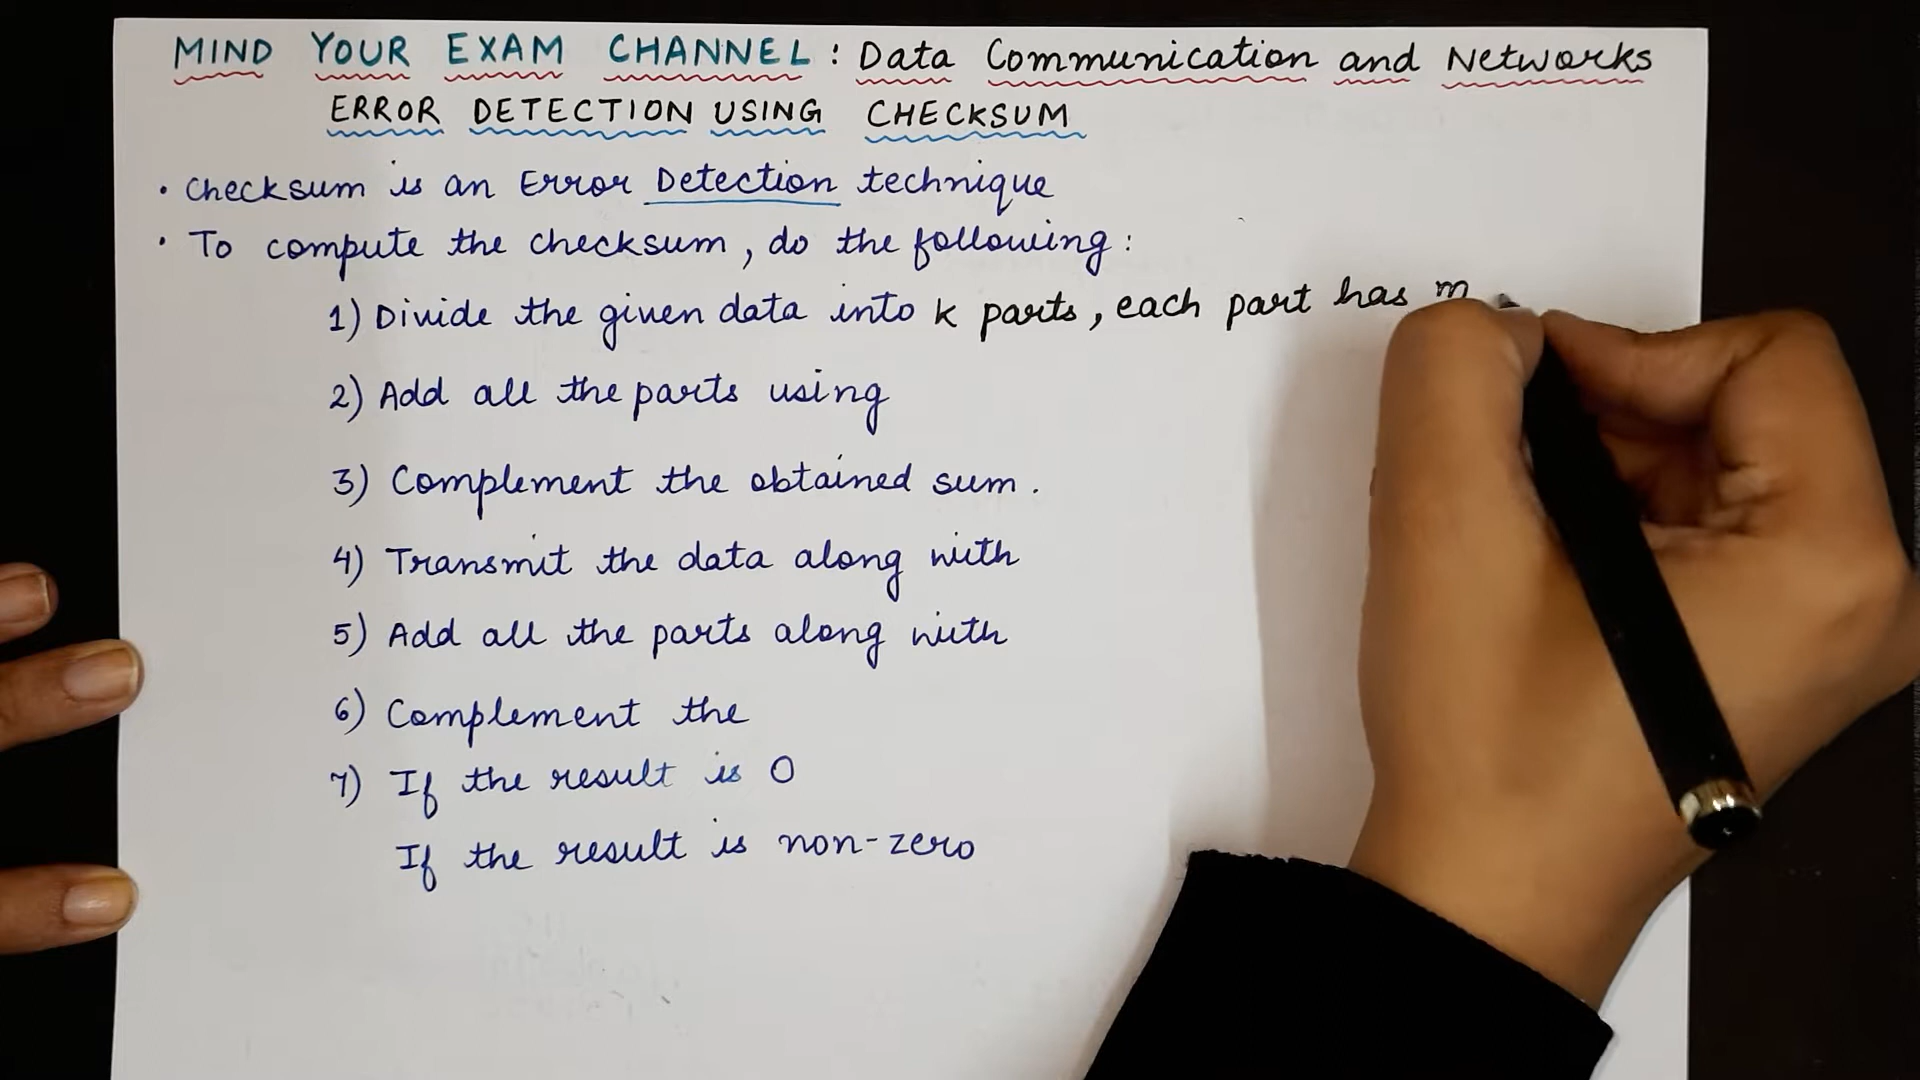 MIND YOUR EXAM CHANNEL : Data Communication and Networks
ERROR DETECTION USING CHECKSUM
• Checksum is an Error Detection technique
• To compute the checksum, do the following :
1) Divide the given data into k parts, each part has m
2) Add all the parts using
3) Complement the obtained sum.
4) Transmit the data along with
5) Add all the parts along with
6) Complement the
7) If the result is 0
If the result is non-zero